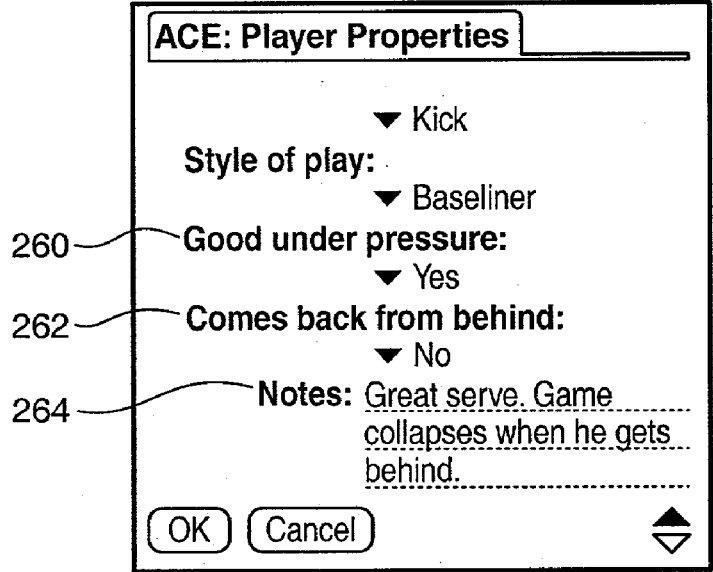 ACE: Player Properties
Kick
Style of play:
Baseliner
260 Good under pressure:
Yes
262 Comes back from behind:
No
264 Notes: Great serve. Game
collapses when he gets
behind.
OK Cancel